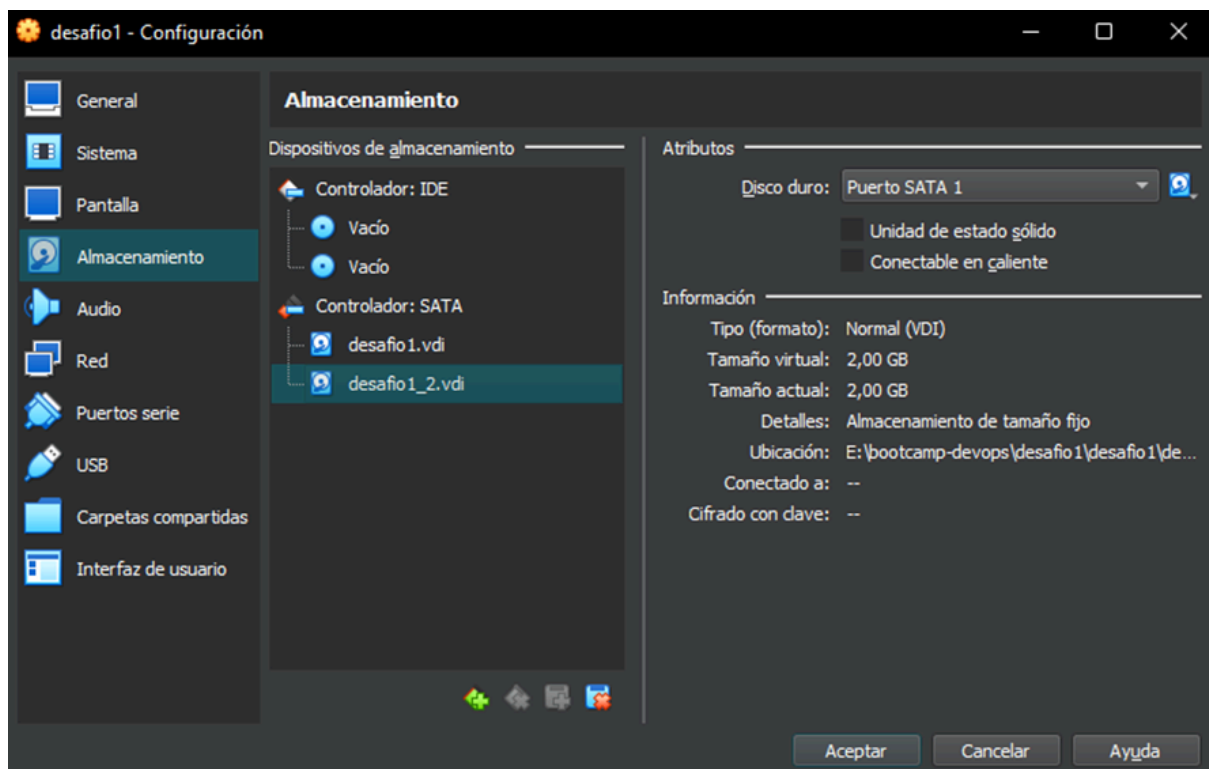 desafio1 - Configuración
General
Sistema
Pantalla
Almacenamiento
Audio
Red
Puertos serie
USB
Carpetas compartidas
Interfaz de usuario
Almacenamiento
Dispositivos de almacenamiento
Controlador: IDE
Vacío
Vacío
Controlador: SATA
desafio1.vdi
desafio1_2.vdi
Atributos
Disco duro: Puerto SATA 1
Unidad de estado sólido
Conectable en caliente
Información
Tipo (formato): Normal (VDI)
Tamaño virtual: 2,00 GB
Tamaño actual: 2,00 GB
Detalles: Almacenamiento de tamaño fijo
Ubicación: E:\bootcamp-devops\desafio1\desafio1\de...
Conectado a: --
Cifrado con clave: --
Aceptar
Cancelar
Ayuda